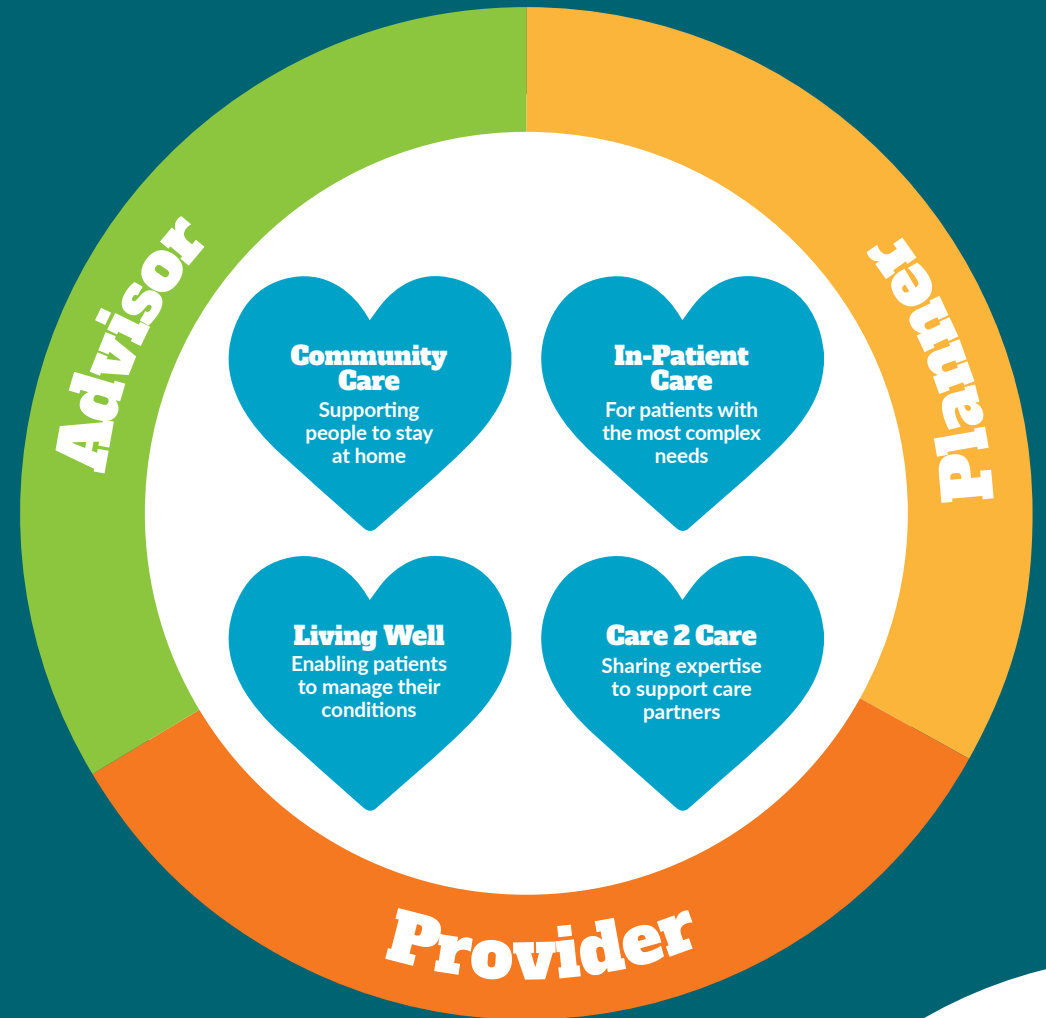 Advisor
Planner
Community
Care
Supporting
people to stay
at home
In-Patient
Care
For patients with
the most complex
needs
Living Well
Enabling patients
to manage their
conditions
Care 2 Care
Sharing expertise
to support care
partners
Provider